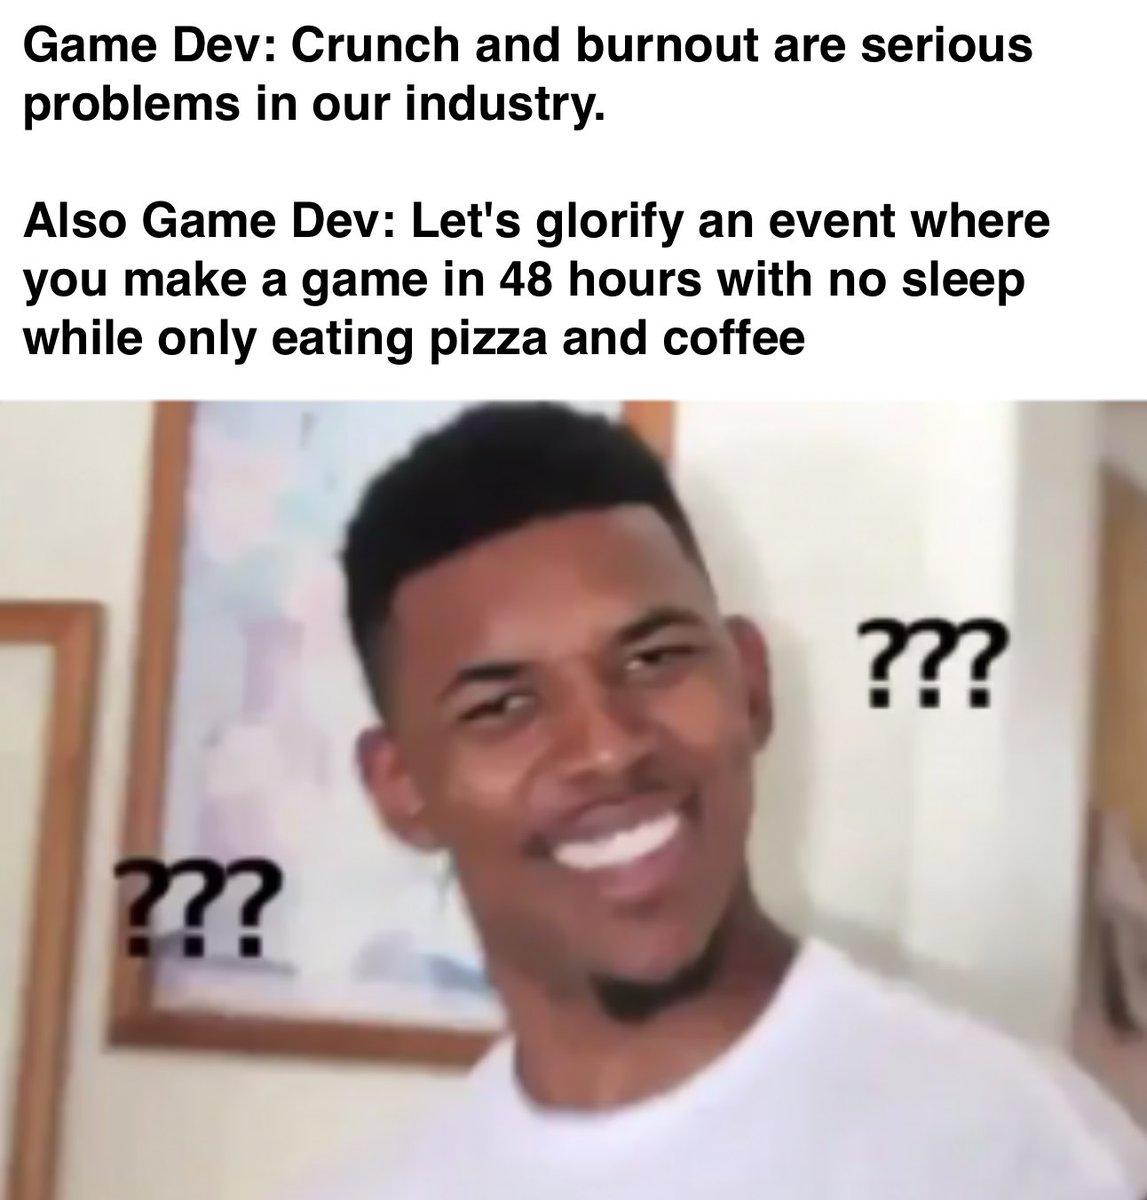 Game Dev: Crunch and burnout are serious
problems in our industry.
Also Game Dev: Let's glorify an event where
you make a game in 48 hours with no sleep
while only eating pizza and coffee
???
???